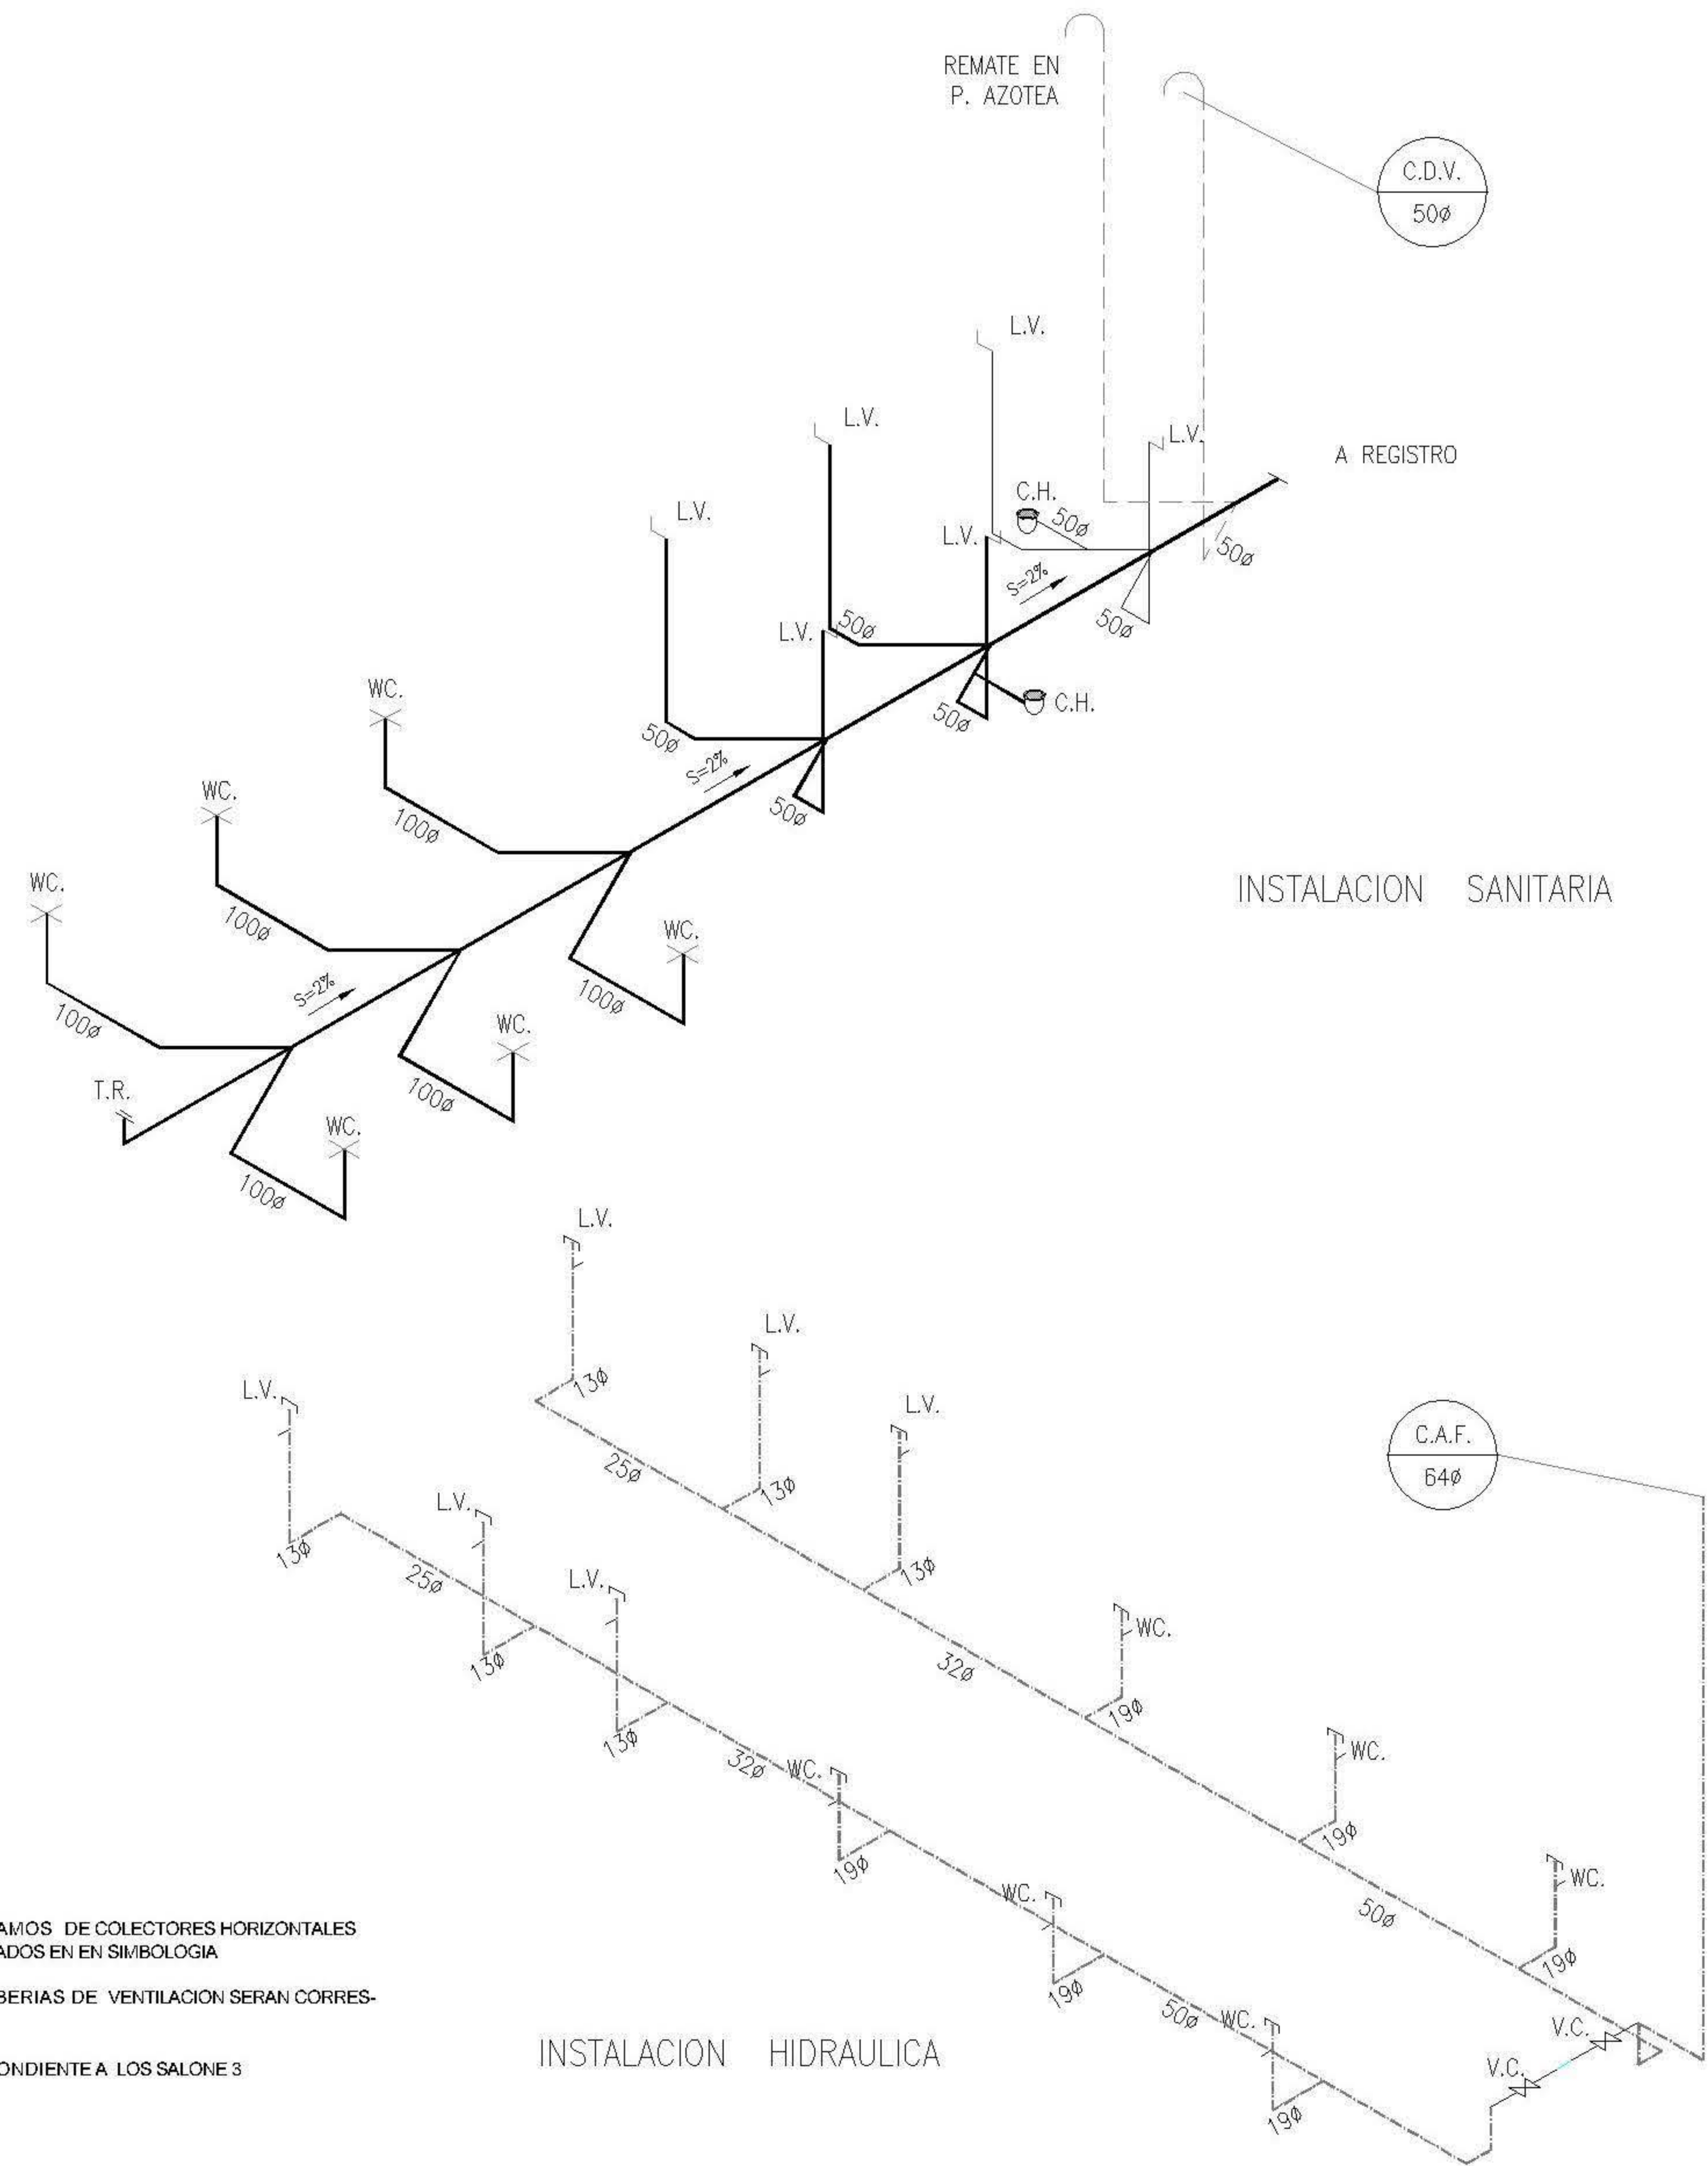 REMATE EN
P. AZOTEA
C.D.V.
50ø
L.V.
L.V.
L.V.
A REGISTRO
C.H.
50ø
L.V.
L.V.
S=2%
50ø
50ø
L.V.
50ø
WC.
50ø
C.H.
50ø
S=2%
50ø
WC.
100ø
WC.
INSTALACION SANITARIA
100ø
WC.
100ø
S=2%
100ø
WC.
T.R.
100ø
WC.
100ø
L.V.
L.V.
L.V.
13ø
L.V.
C.A.F.
64ø
25ø
13ø
L.V.
13ø
25ø
L.V.
13ø
13ø
WC.
32ø
19ø
13ø
32ø
WC.
WC.
19ø
19ø
WC.
WC.
50ø
19ø
19ø
50ø
WC.
V.C.
V.C.
19ø
AMOS DE COLECTORES HORIZONTALES
ADOS EN EN SIMBOLOGIA
BERIAS DE VENTILACION SERAN CORRES-
ONDIENTE A LOS SALONE 3
INSTALACION HIDRAULICA